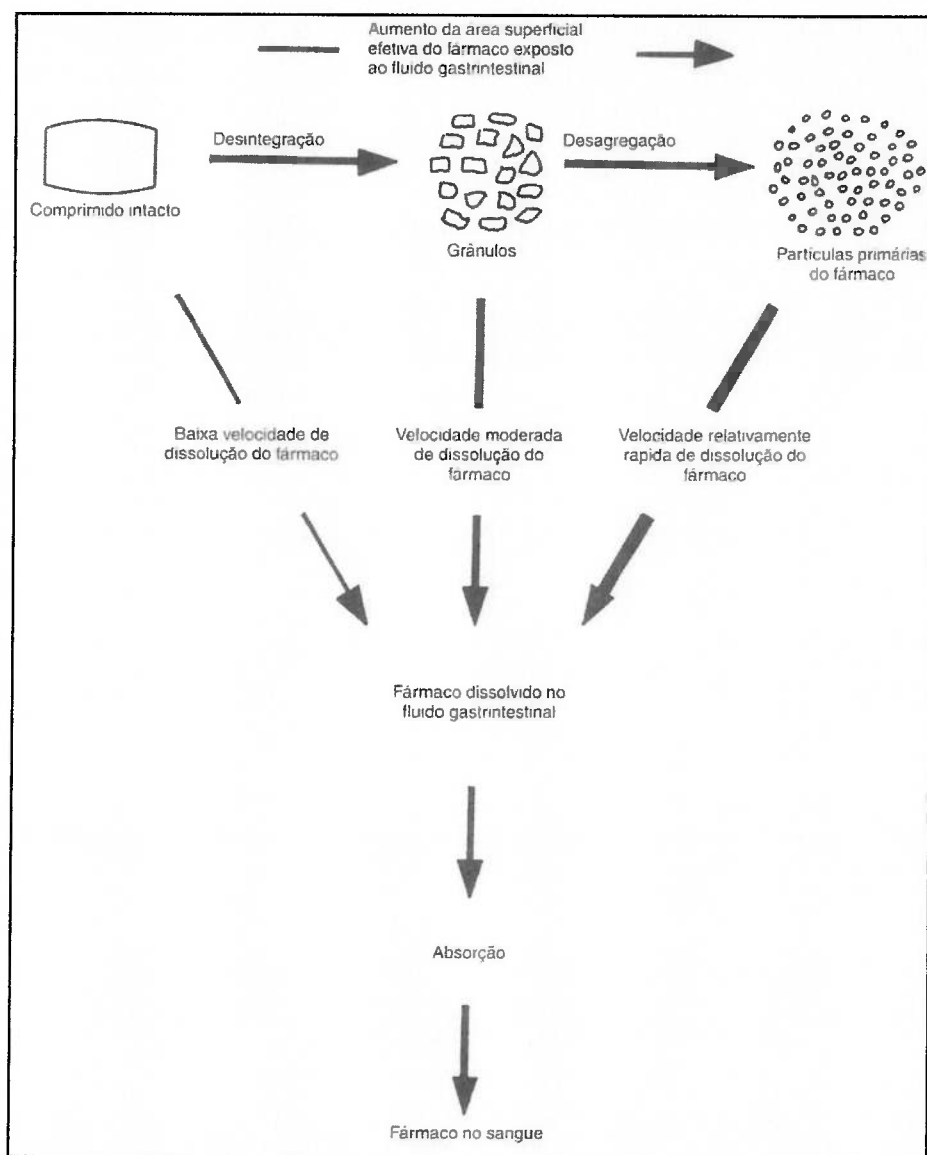 Aumento da área superficial
efetiva do fármaco exposto
ao fluido gastrintestinal
Desintegração
Desagregação
Comprimido intacto
Grânulos
Partículas primárias
do fármaco
Baixa velocidade de
dissolução do fármaco
Velocidade moderada
de dissolução do
fármaco
Velocidade relativamente
rapida de dissolução do
fármaco
Fármaco dissolvido no
fluido gastrintestinal
Absorção
Fármaco no sangue